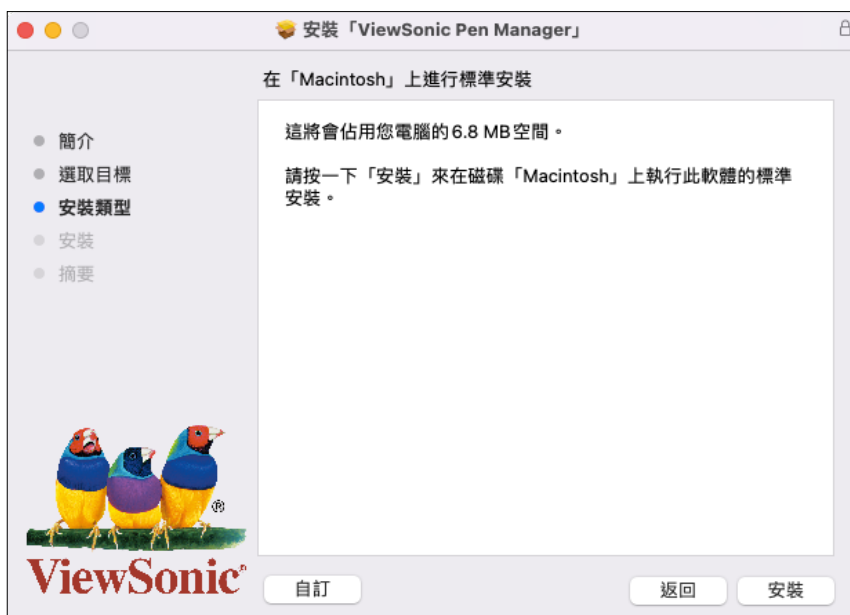 安裝「ViewSonic Pen Manager」
在「Macintosh」上進行標準安裝
簡介
選取目標
安裝類型
安裝
摘要
這將會佔用您電腦的 6.8 MB 空間。
請按一下「安裝」來在磁碟「Macintosh」上執行此軟體的標準
安裝。
®
ViewSonic®
自訂
返回
安裝